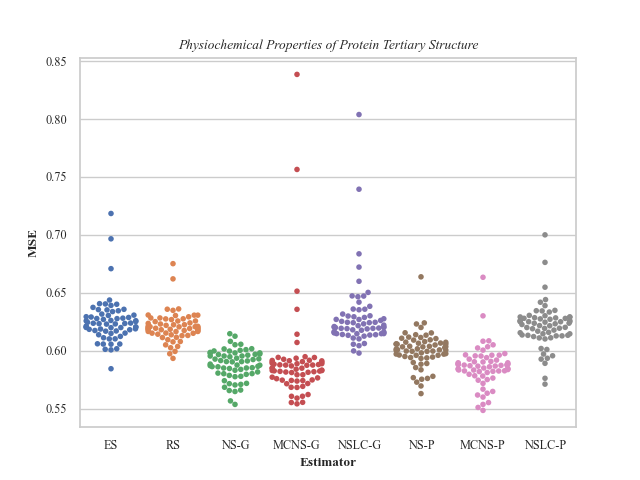 Physiochemical Properties of Protein Tertiary Structure
0.85
0.80
0.75
0.70
0.65
0.60
0.55
MSE
ES RS NS-G MCNS-G NSLC-G NS-P MCNS-P NSLC-P
Estimator